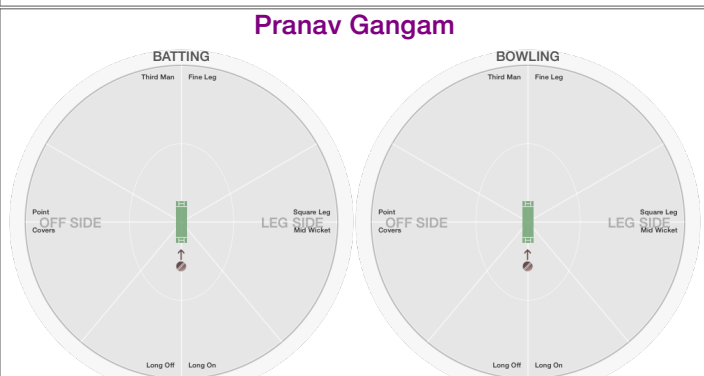 Pranav Gangam
BATTING
Third Man Fine Leg
Point
OFF SIDE
Covers
Square Leg
LEG SIDE
Mid Wicket
Long Off Long On
BOWLING
Third Man Fine Leg
Point
OFF SIDE
Covers
Square Leg
LEG SIDE
Mid Wicket
Long Off Long On